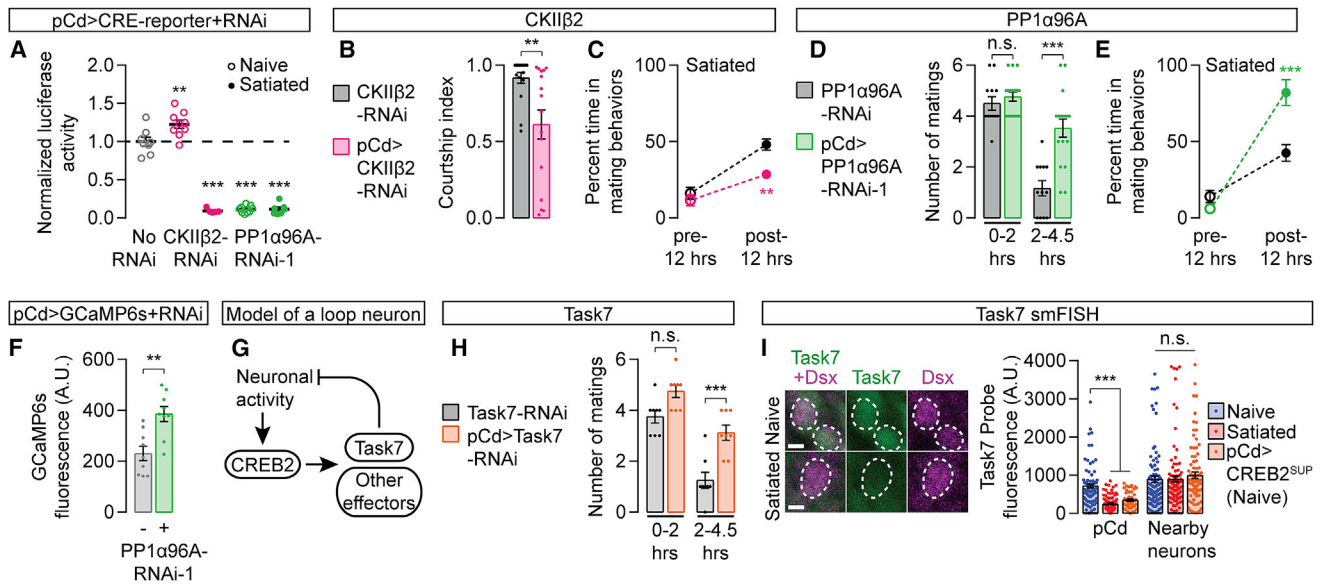 pCd>CRE-reporter+RNAi
CKIIβ2
PP1α96A
A
Normalized luciferase
activity
2.0
1.5
1.0
0.5
0.0
Naive
Satiated
**
***
***
***
No
RNAi
CKIIβ2-
RNAi
PP1α96A-
RNAi-1
B
CKIIβ2
-RNAi
pCd>
CKIIβ2
-RNAi
Courtship index
1.0
0.5
0.0
**
C
Percent time in
mating behaviors
100
50
0
Satiated
**
pre-
12 hrs
post-
12 hrs
D
PP1α96A
-RNAi
pCd>
PP1α96A
-RNAi-1
Number of matings
6
4
2
0
n.s.
***
0-2
hrs
2-4.5
hrs
E
Percent time in
mating behaviors
100
50
0
Satiated
***
pre-
12 hrs
post-
12 hrs
pCd>GCaMP6s+RNAi
Model of a loop neuron
Task7
Task7 smFISH
F
GCaMP6s
fluorescence (A.U.)
600
400
200
0
**
- +
PP1α96A-
RNAi-1
G
Neuronal
activity
CREB2
Task7
Other
effectors
H
Task7-RNAi
pCd>Task7
-RNAi
Number of matings
6
4
2
0
n.s.
***
0-2
hrs
2-4.5
hrs
I
Task7
+Dsx
Task7
Dsx
Naive
Satiated
Task7 Probe
fluorescence (A.U.)
4000
3000
2000
1000
0
***
n.s.
pCd
Nearby
neurons
Naive
Satiated
pCd>
CREB2SUP
(Naive)